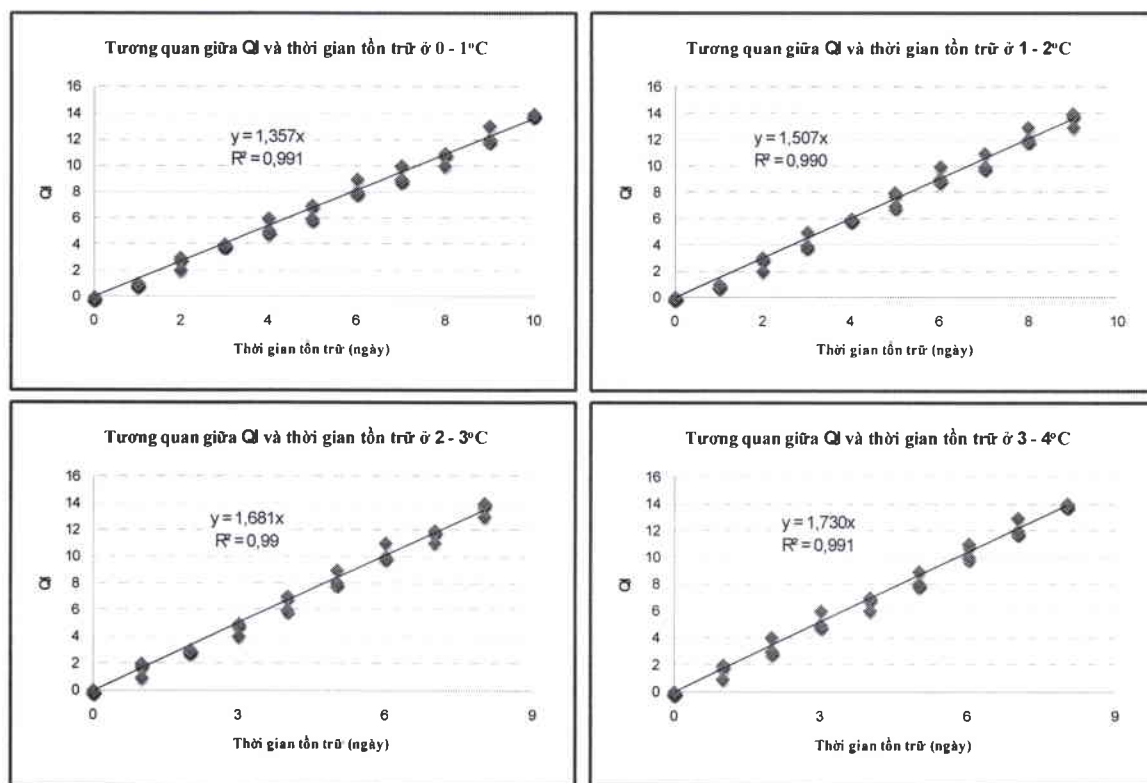 Tương quan giữa QI và thời gian tồn trữ ở 0 - 1°C
16
14
12
10
8
6
4
2
0
QI
y = 1,357x
R² = 0,991
0 2 4 6 8 10
Thời gian tồn trữ (ngày)
Tương quan giữa QI và thời gian tồn trữ ở 1 - 2°C
16
14
12
10
8
6
4
2
0
QI
y = 1,507x
R² = 0,990
0 2 4 6 8 10
Thời gian tồn trữ (ngày)
Tương quan giữa QI và thời gian tồn trữ ở 2 - 3°C
16
14
12
10
8
6
4
2
0
QI
y = 1,681x
R² = 0,99
0 3 6 9
Thời gian tồn trữ (ngày)
Tương quan giữa QI và thời gian tồn trữ ở 3 - 4°C
16
14
12
10
8
6
4
2
0
QI
y = 1,730x
R² = 0,991
0 3 6 9
Thời gian tồn trữ (ngày)